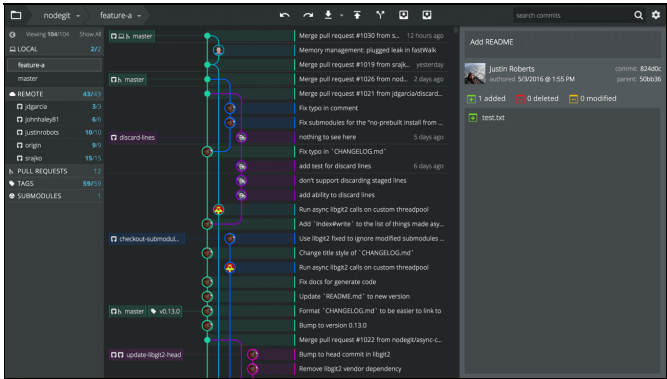 nodegit
feature-a
search commits
Viewing 104/104 Show All
LOCAL 2/2
feature-a
master
REMOTE 43/43
jdgarcia 3/3
johnhaley81 6/6
justinrobots 10/10
origin 9/9
srajko 15/15
PULL REQUESTS 12
TAGS 59/59
SUBMODULES 1
master
Merge pull request #1030 from s... 12 hours ago
Memory management: plugged leak in fastWalk
Merge pull request #1019 from srajk... yesterday
master
Merge pull request #1026 from nod... 2 days ago
Merge pull request #1021 from jdgarcia/discard...
Fix typo in comment
Fix submodules for the "no-prebuilt install from ...
discard-lines
nothing to see here 5 days ago
Fix typo in `CHANGELOG.md`
add test for discard lines 6 days ago
don't support discarding staged lines
add ability to discard lines
Run async libgit2 calls on custom threadpool
Add `Index#write` to the list of things made asy...
checkout-submodul...
Use libgit2 fixed to ignore modified submodules ...
Change title style of `CHANGELOG.md`
Run async libgit2 calls on custom threadpool
Fix docs for generate code
Update `README.md` to new version
master v0.13.0
Format `CHANGELOG.md` to be easier to link to
Bump to version 0.13.0
Merge pull request #1022 from nodegit/async-c...
update-libgit2-head
Bump to head commit in libgit2
Remove libgit2 vendor dependency
Add README
Justin Roberts commit: 824d0c
authored 5/3/2016 @ 1:55 PM parent: 50bb36
1 added 0 deleted 0 modified
test.txt